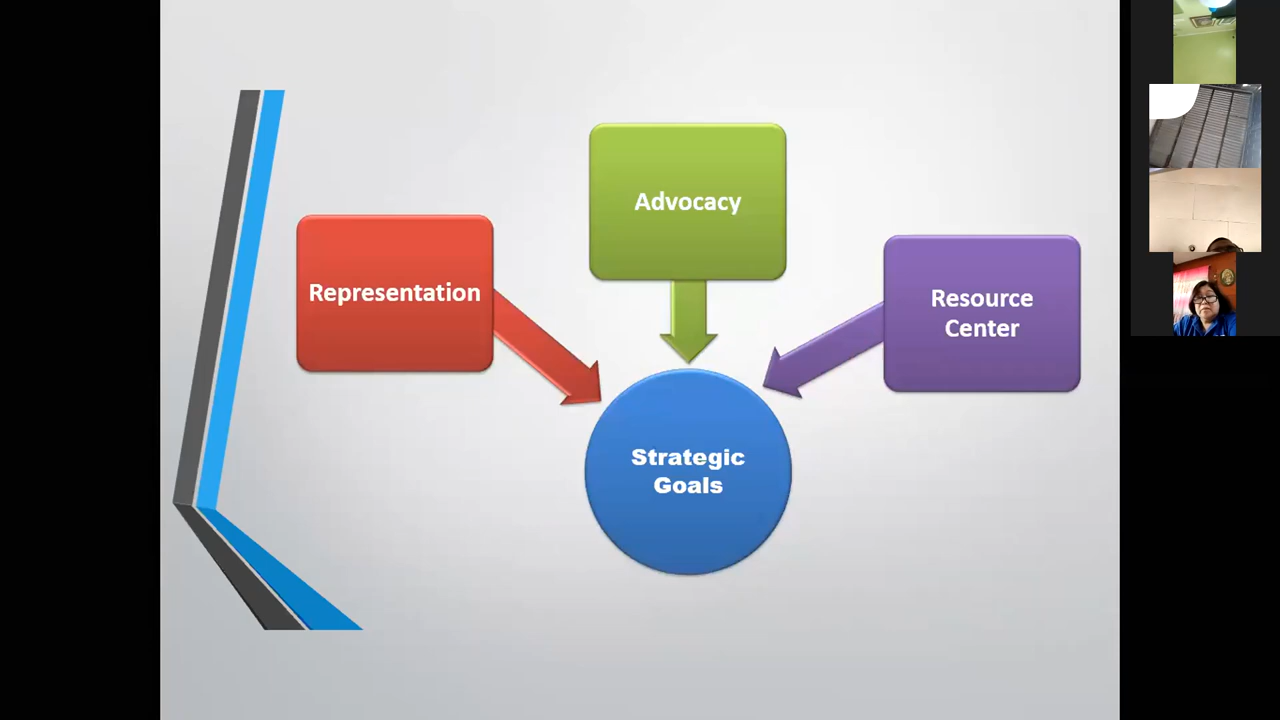 Advocacy
Representation
Resource
Center
Strategic
Goals